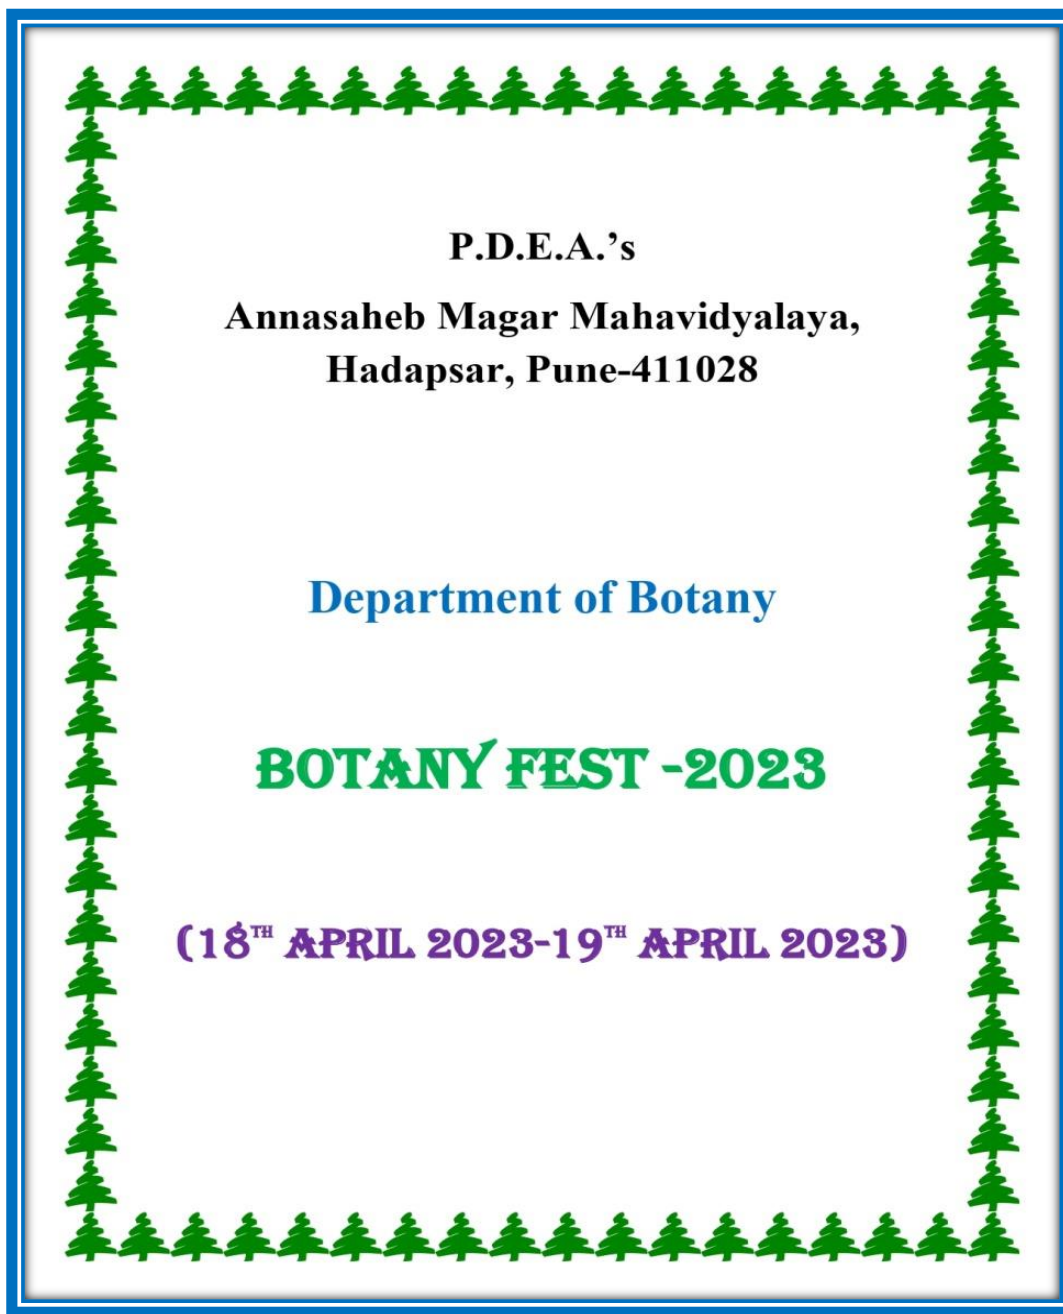 P.D.E.A.’s
Annasaheb Magar Mahavidyalaya,
Hadapsar, Pune-411028
Department of Botany
BOTANY FEST -2023
(18TH APRIL 2023-19TH APRIL 2023)